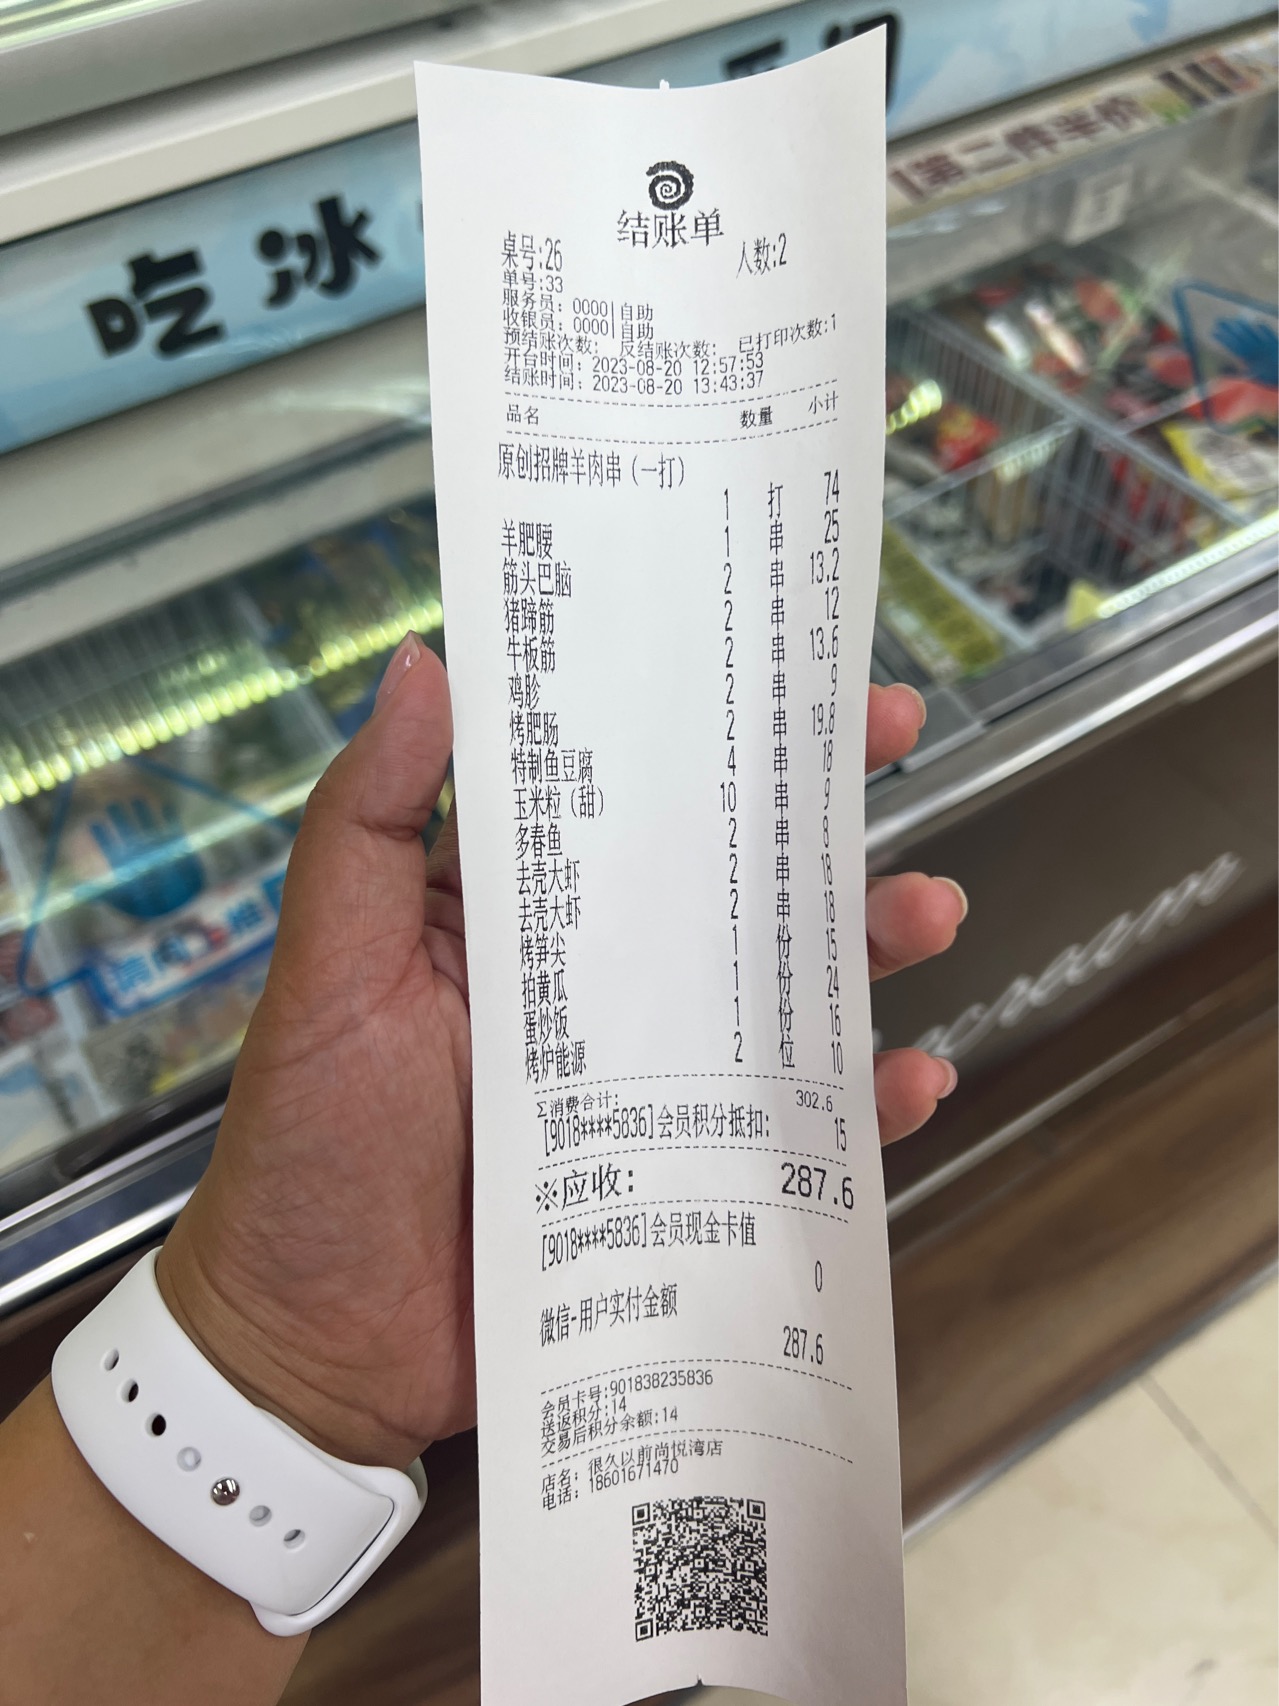 吃冰
第二件半价
结账单
桌号:26 人数:2
单号:33
服务员: 0000|自助
收银员: 0000|自助
预结账次数: 反结账次数: 已打印次数:1
开台时间: 2023-08-20 12:57:53
结账时间: 2023-08-20 13:43:37
品名 数量 小计
原创招牌羊肉串(一打)
1 打 74
羊肥腰 1 串 25
筋头巴脑 2 串 13.2
猪蹄筋 2 串 12
牛板筋 2 串 13.6
鸡胗 2 串 9
烤肥肠 2 串 19.8
特制鱼豆腐 4 串 18
玉米粒(甜) 10 串 9
多春鱼 2 串 8
去壳大虾 2 串 18
去壳大虾 2 串 18
烤笋尖 1 份 15
拍黄瓜 1 份 24
蛋炒饭 1 份 16
烤炉能源 2 位 10
Σ消费合计: 302.6
[9018****5836]会员积分抵扣: 15
※应收: 287.6
[9018****5836]会员现金卡值
0
微信-用户实付金额
287.6
会员卡号:901838235836
送返积分:14
交易后积分余额:14
店名: 很久以前尚悦湾店
电话: 18601671470